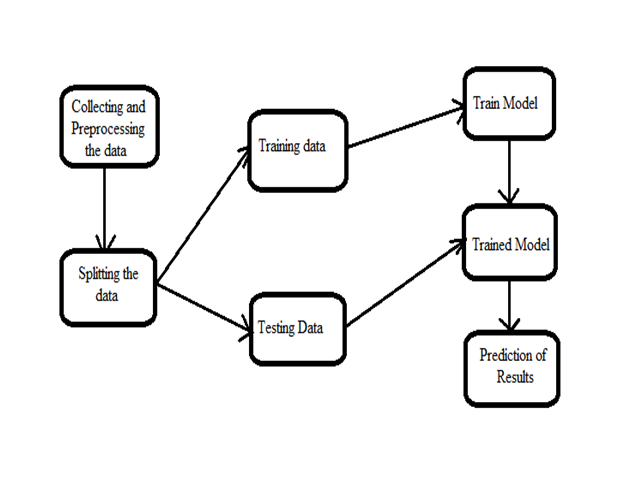 Collecting and
Preprocessing
the data
Splitting the
data
Training data
Testing Data
Train Model
Trained Model
Prediction of
Results